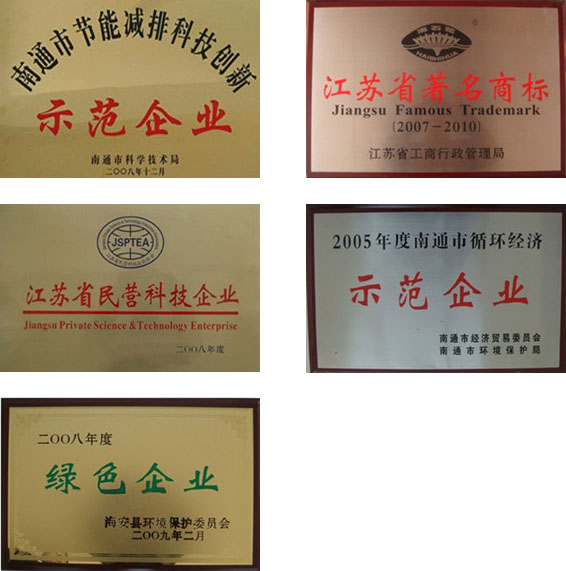 南通市节能减排科技创新
示范企业
南通市科学技术局
二〇〇八年十二月
®
江苏省著名商标
Jiangsu Famous Trademark
(2007-2010)
江苏省工商行政管理局
JSPTEA
江苏省民营科技企业
Jiangsu Private Science & Technology Enterprise
二〇〇八年度
2005年度南通市循环经济
示范企业
南通市经济贸易委员会
南通市环境保护局
二〇〇八年度
绿色企业
海安县环境保护委员会
二〇〇九年二月